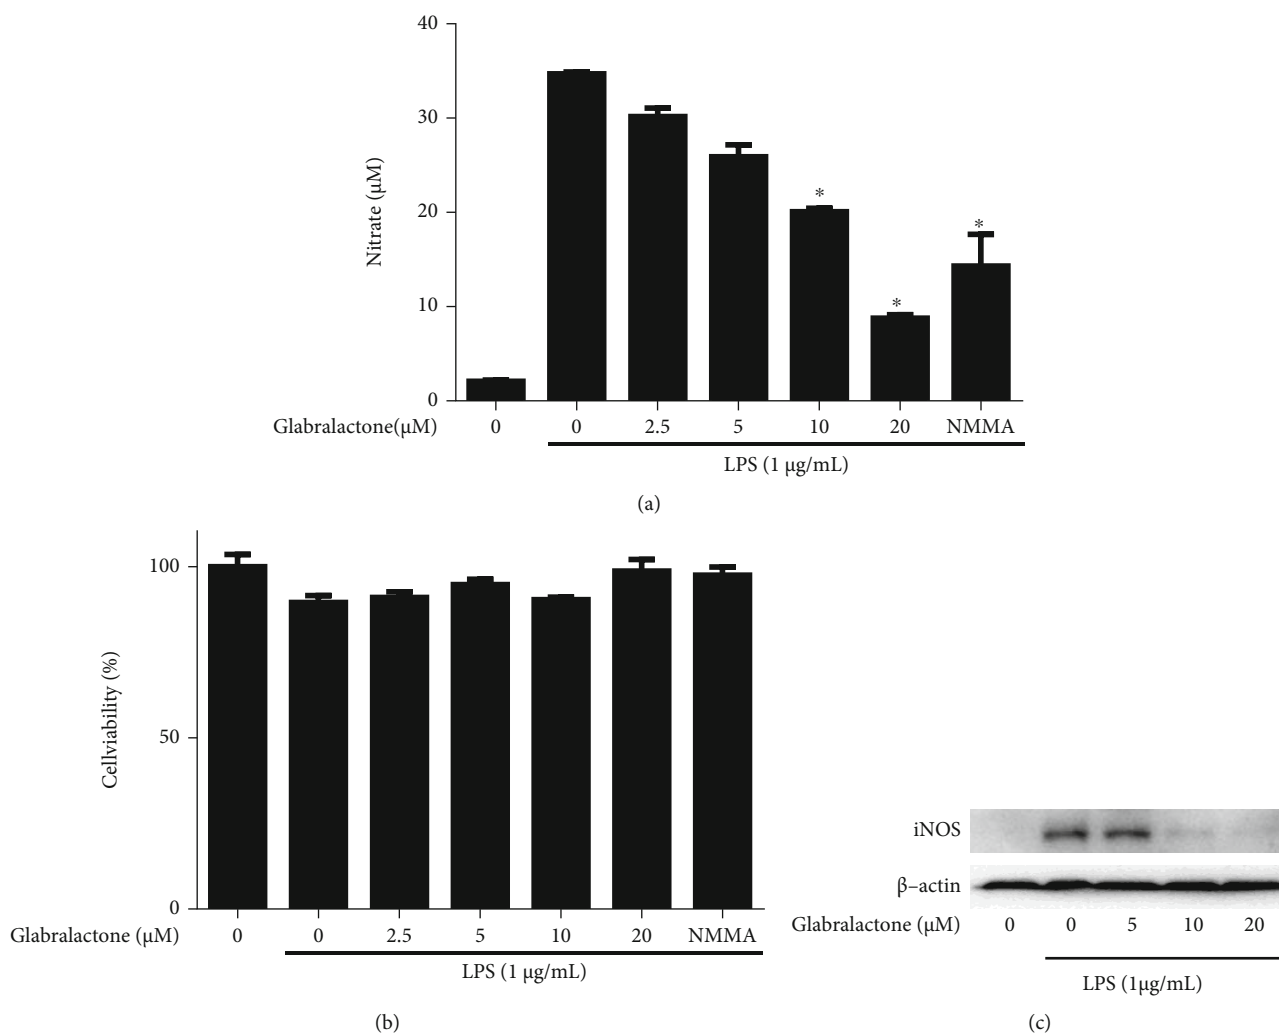 40
30
20
10
0
Nitrate (µM)
*
*
*
Glabralactone(µM) 0 0 2.5 5 10 20 NMMA
LPS (1 µg/mL)
(a)
100
50
0
Cellviability (%)
Glabralactone (µM) 0 0 2.5 5 10 20 NMMA
LPS (1 µg/mL)
(b)
iNOS
β–actin
Glabralactone (µM) 0 0 5 10 20
LPS (1µg/mL)
(c)